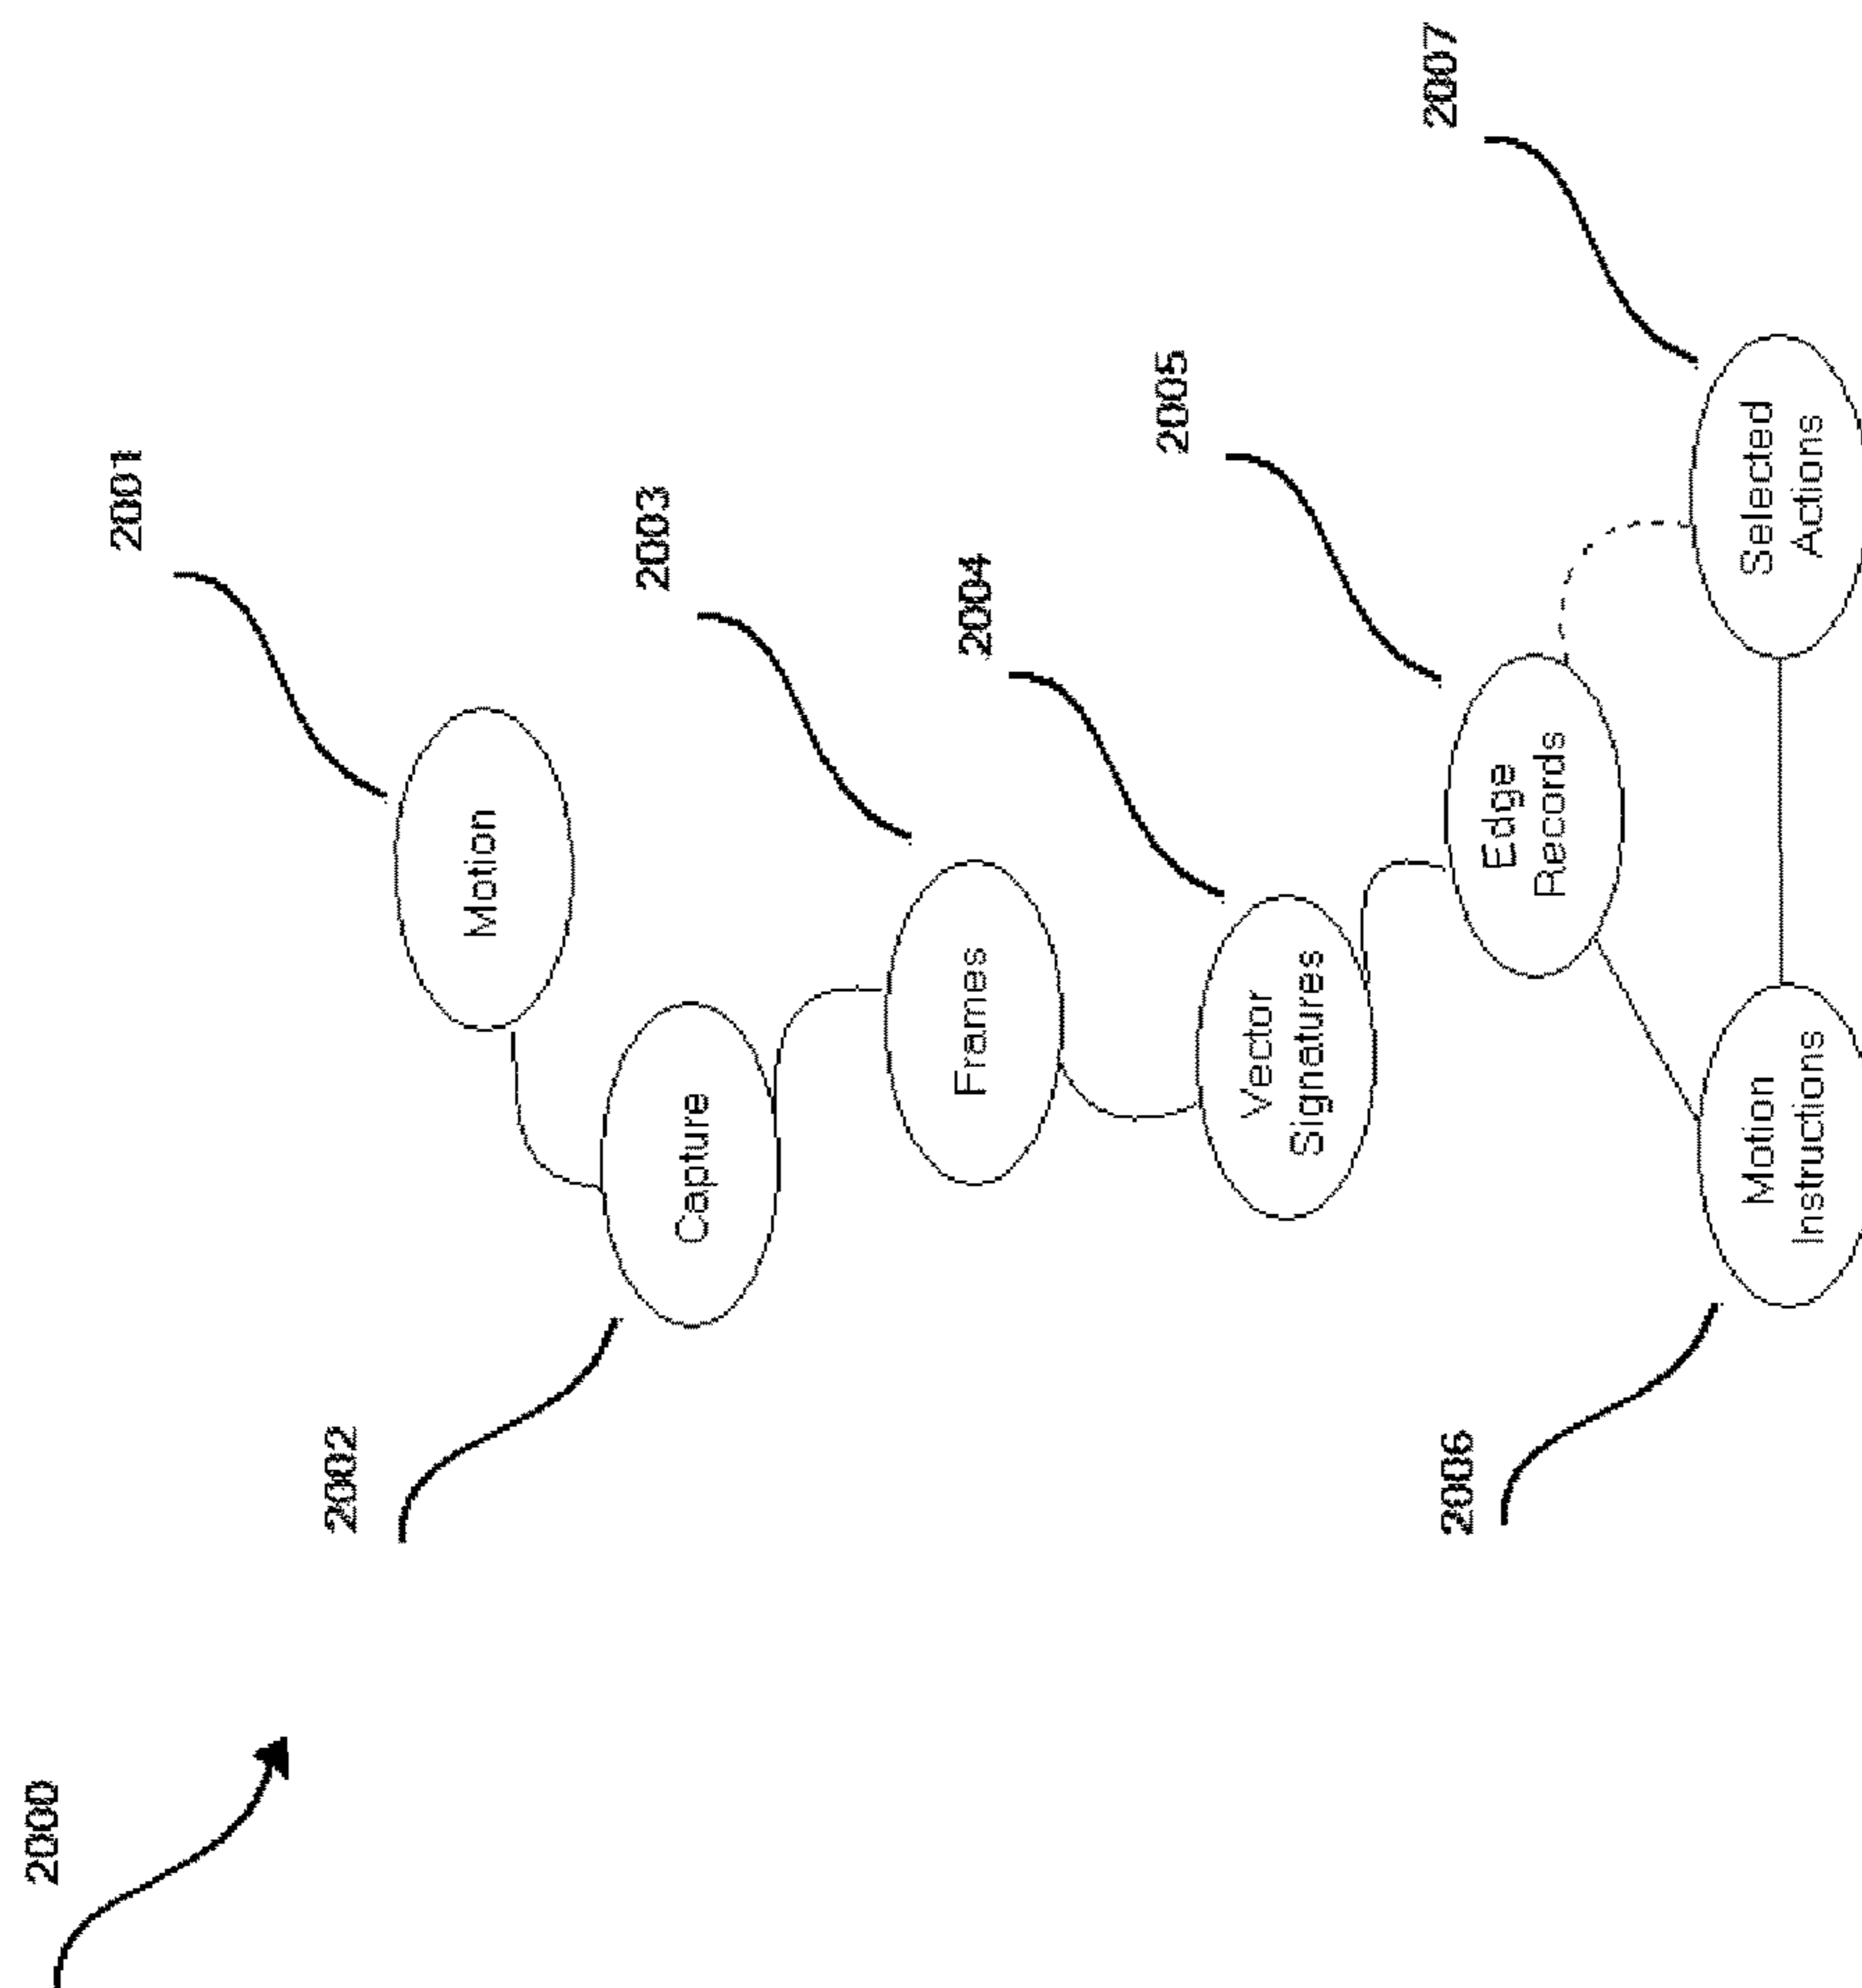 2000
2001
Motion
2002
Capture
2003
Frames
2004
Vector
Signatures
2005
Edge
Records
2006
Motion
Instructions
2007
Selected
Actions